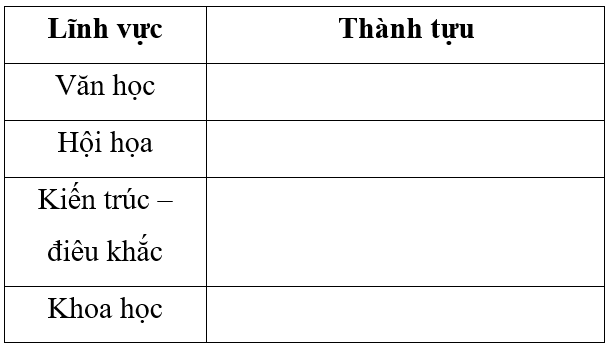 Lĩnh vực
Thành tựu
Văn học
Hội họa
Kiến trúc –
điêu khắc
Khoa học